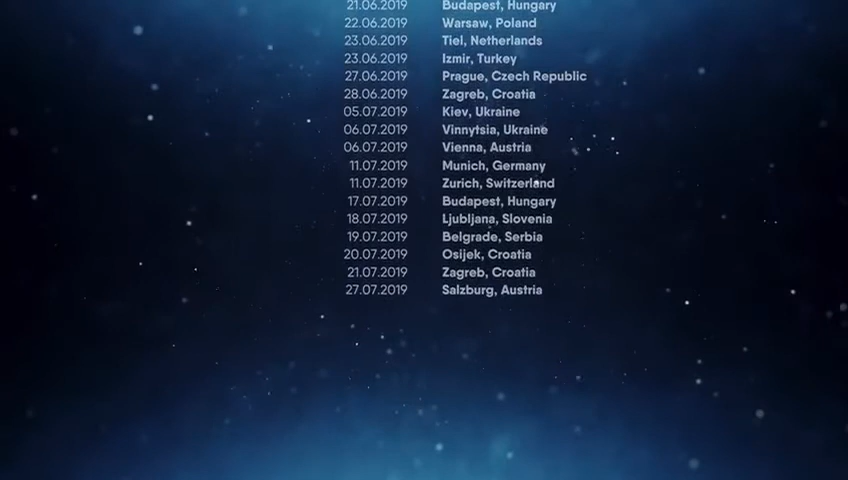 21.06.2019 Budapest, Hungary
22.06.2019 Warsaw, Poland
23.06.2019 Tiel, Netherlands
23.06.2019 Izmir, Turkey
27.06.2019 Prague, Czech Republic
28.06.2019 Zagreb, Croatia
05.07.2019 Kiev, Ukraine
06.07.2019 Vinnytsia, Ukraine
06.07.2019 Vienna, Austria
11.07.2019 Munich, Germany
11.07.2019 Zurich, Switzerland
17.07.2019 Budapest, Hungary
18.07.2019 Ljubljana, Slovenia
19.07.2019 Belgrade, Serbia
20.07.2019 Osijek, Croatia
21.07.2019 Zagreb, Croatia
27.07.2019 Salzburg, Austria